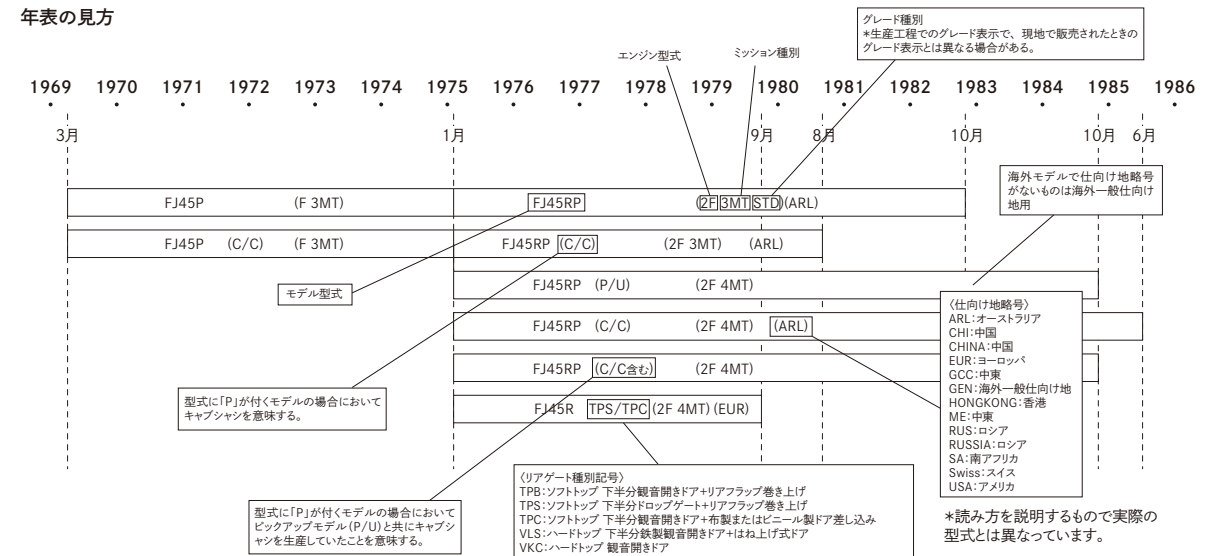 年表の見方
グレード種別
*生産工程でのグレード表示で、現地で販売されたときの
グレード表示とは異なる場合がある。
エンジン型式
ミッション種別
1969 1970 1971 1972 1973 1974 1975 1976 1977 1978 1979 1980 1981 1982 1983 1984 1985 1986
3月 1月 9月 8月 10月 10月 6月
海外モデルで仕向け地略号
がないものは海外一般仕向け
地用
FJ45P (F 3MT) FJ45RP (2F 3MT STD)(ARL)
FJ45P (C/C) (F 3MT) FJ45RP (C/C) (2F 3MT) (ARL)
FJ45RP (P/U) (2F 4MT)
モデル型式
FJ45RP (C/C) (2F 4MT) (ARL)
FJ45RP (C/C含む) (2F 4MT)
FJ45R TPS/TPC (2F 4MT) (EUR)
〈仕向け地略号〉
ARL:オーストラリア
CHI:中国
CHINA:中国
EUR:ヨーロッパ
GCC:中東
GEN:海外一般仕向け地
HONGKONG:香港
ME:中東
RUS:ロシア
RUSSIA:ロシア
SA:南アフリカ
Swiss:スイス
USA:アメリカ
型式に「P」が付くモデルの場合において
キャブシャシを意味する。
型式に「P」が付くモデルの場合において
ピックアップモデル(P/U)と共にキャブシ
ャシを生産していたことを意味する。
〈リアゲート種別記号〉
TPB:ソフトトップ 下半分観音開きドア+リアフラップ巻き上げ
TPS:ソフトトップ 下半分ドロップゲート+リアフラップ巻き上げ
TPC:ソフトトップ 下半分観音開きドア+布製またはビニール製ドア差し込み
VLS:ハードトップ 下半分鉄製観音開きドア+はね上げ式ドア
VKC:ハードトップ 観音開きドア
*読み方を説明するもので実際の
型式とは異なっています。